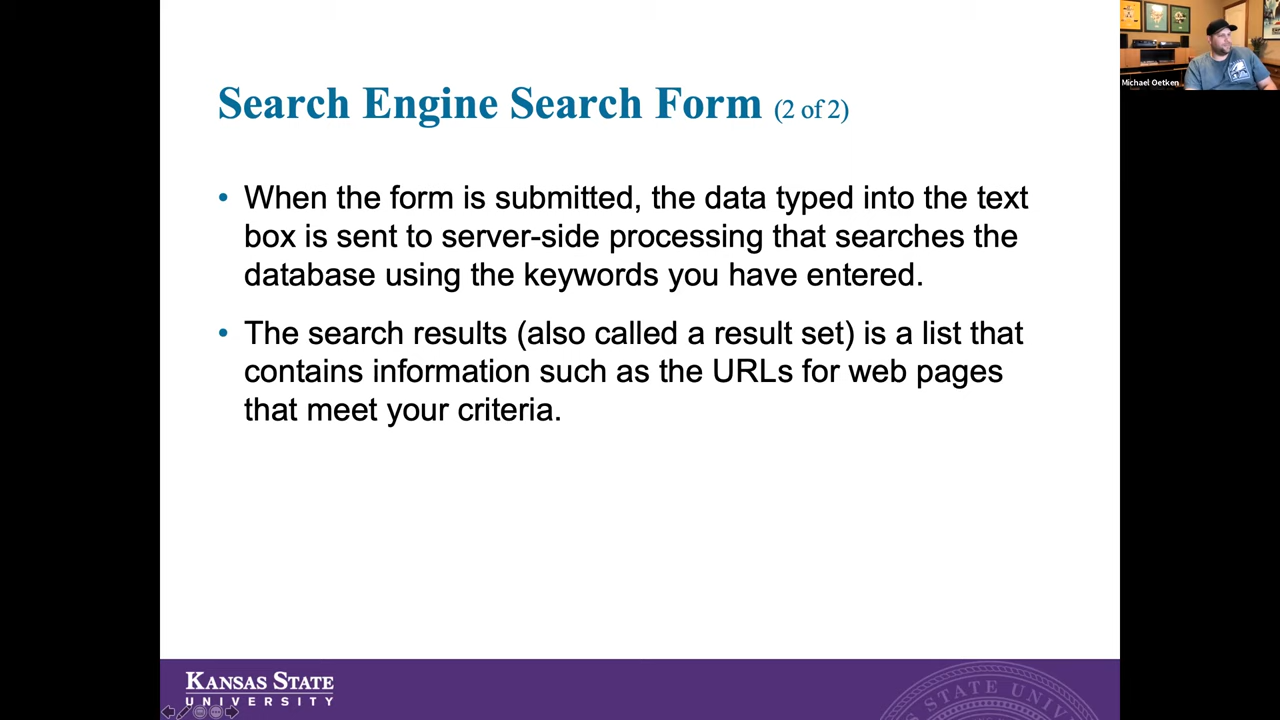 Search Engine Search Form (2 of 2)
• When the form is submitted, the data typed into the text
box is sent to server-side processing that searches the
database using the keywords you have entered.
• The search results (also called a result set) is a list that
contains information such as the URLs for web pages
that meet your criteria.
Michael Oetken
KANSAS STATE
UNIVERSITY
STATE UNIV